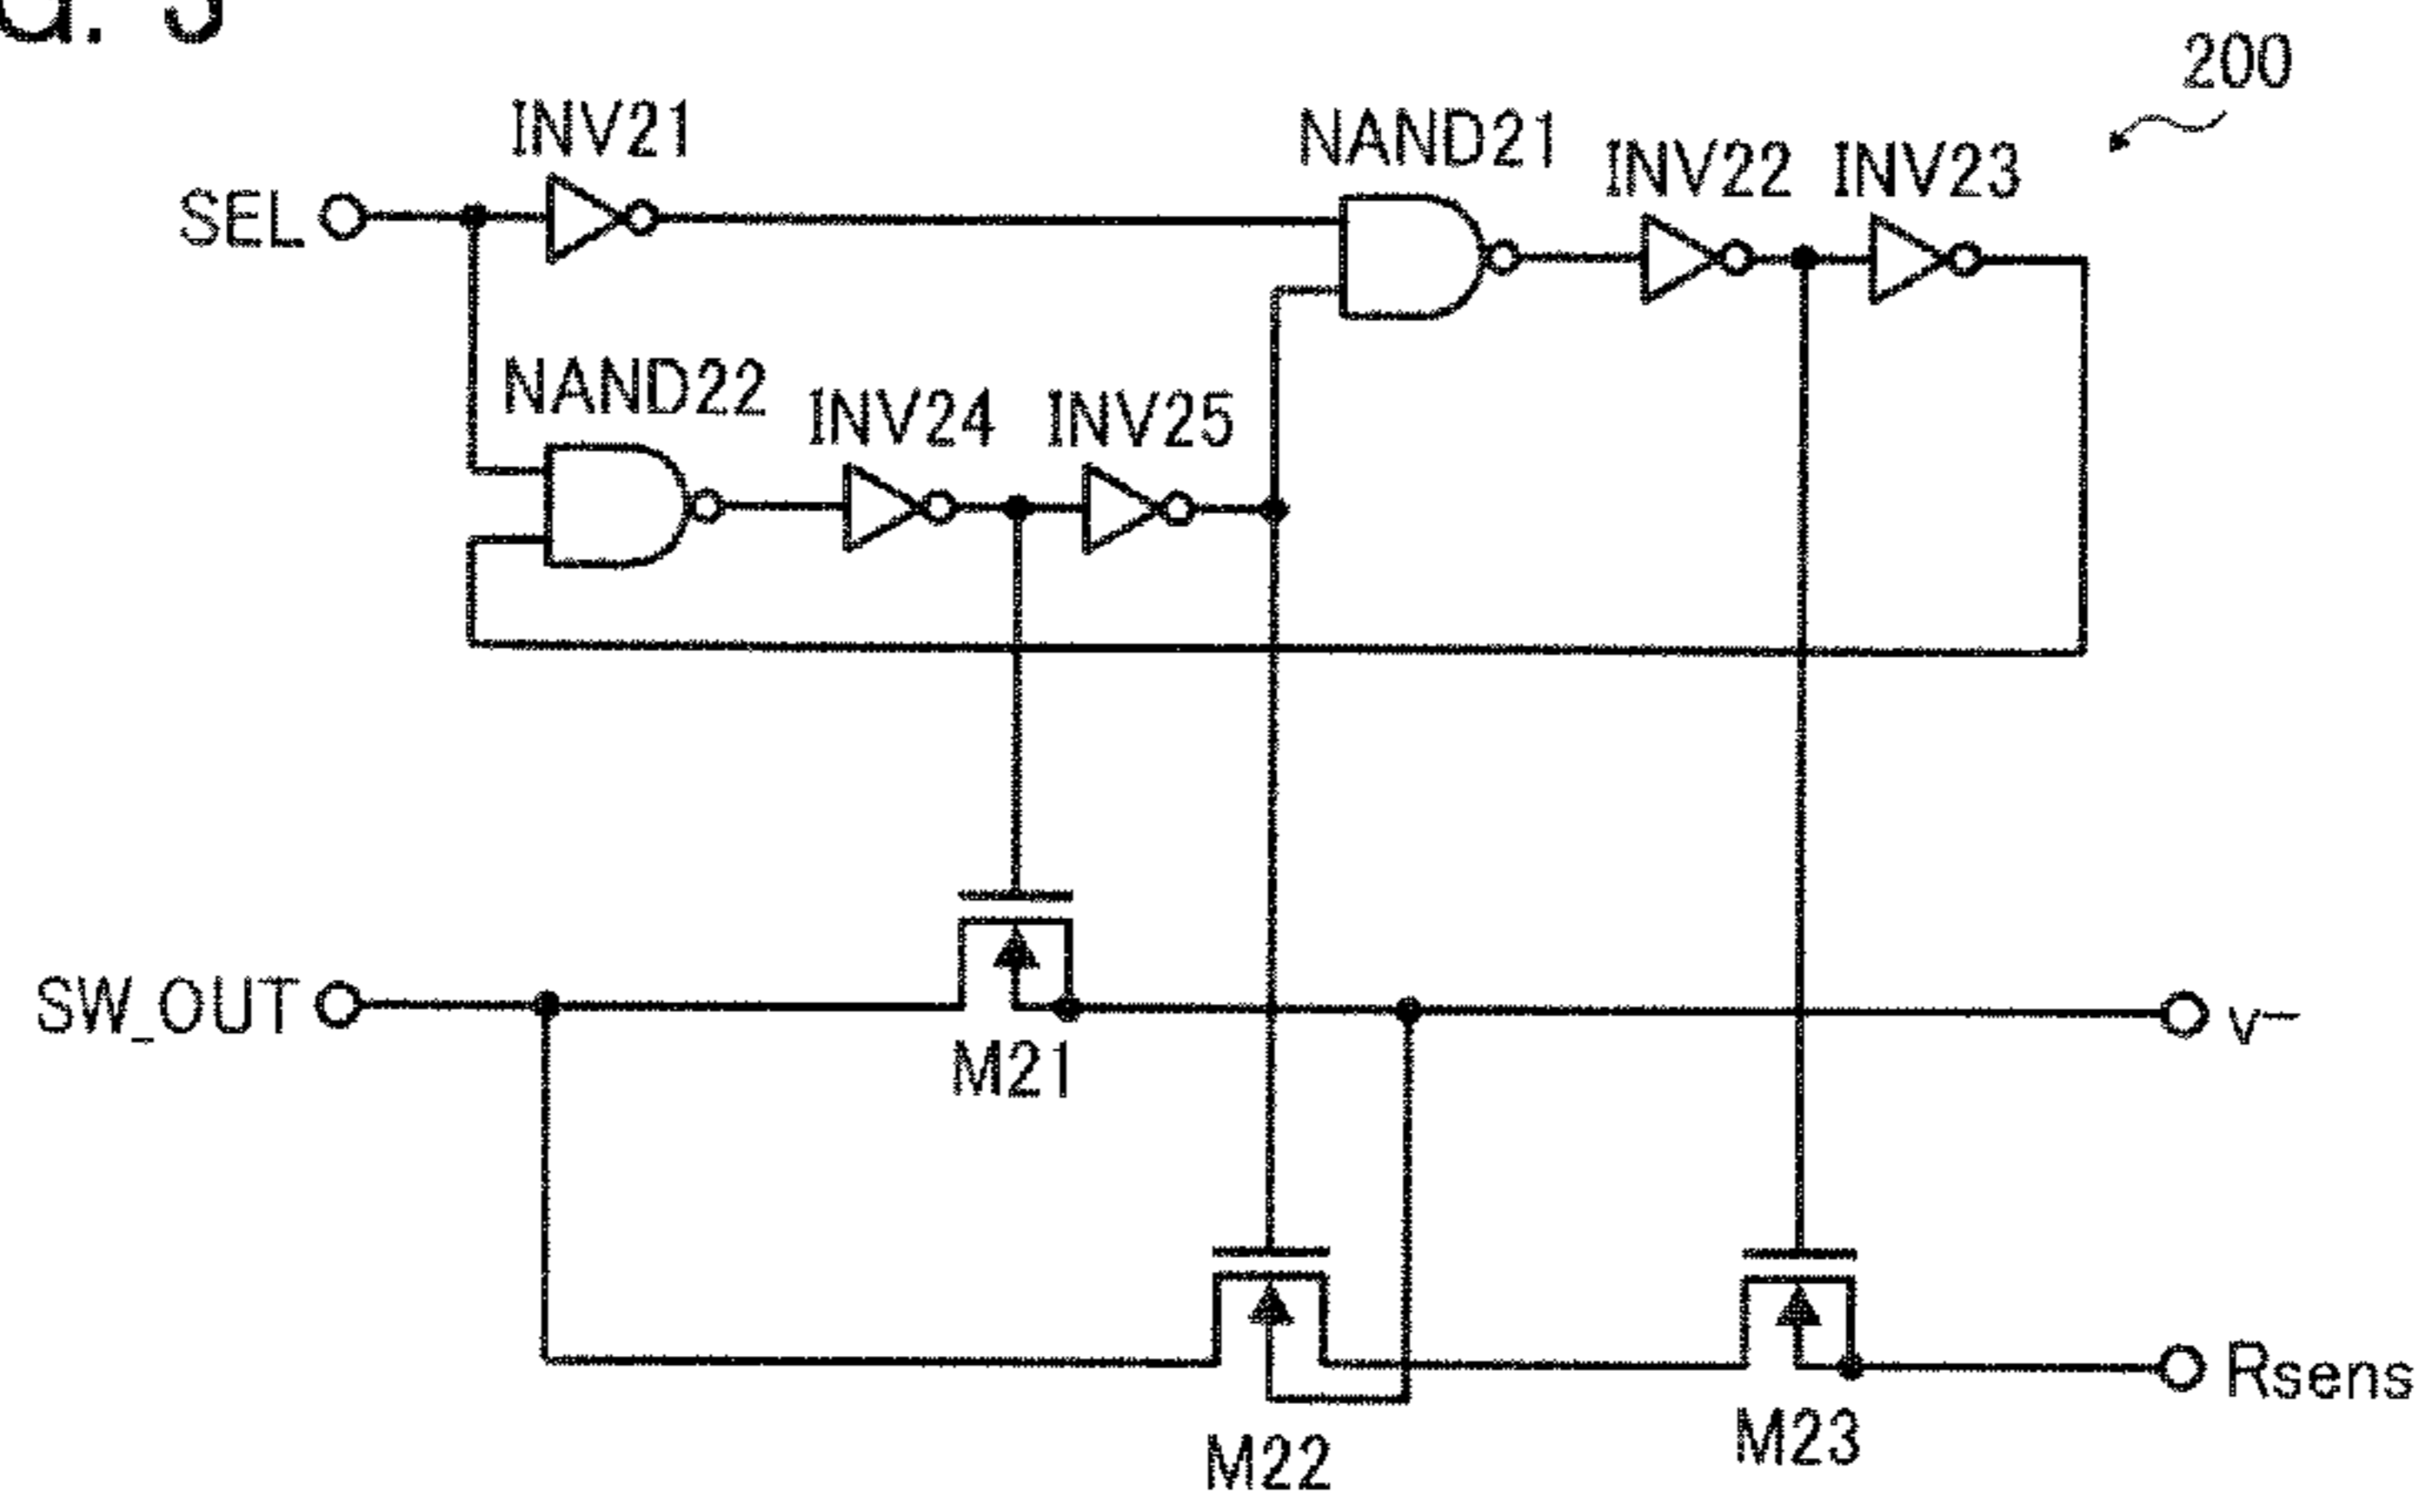 200
INV21
NAND21
INV22
INV23
SEL
NAND22
INV24
INV25
SW_OUT
V−
M21
Rsens
M22
M23